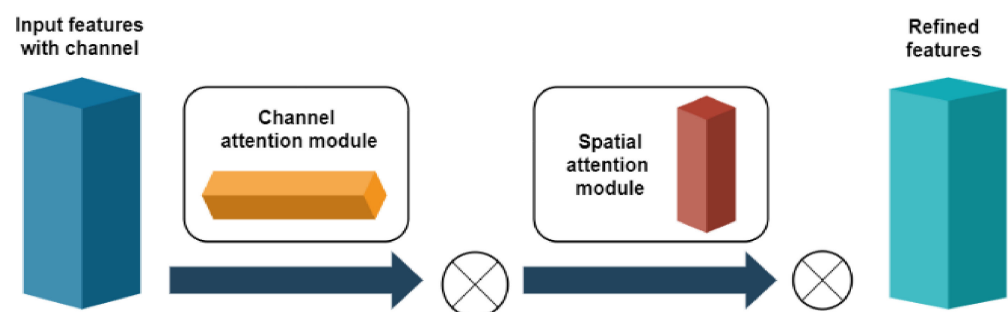 Input features
with channel
Channel
attention module
Spatial
attention
module
Refined
features